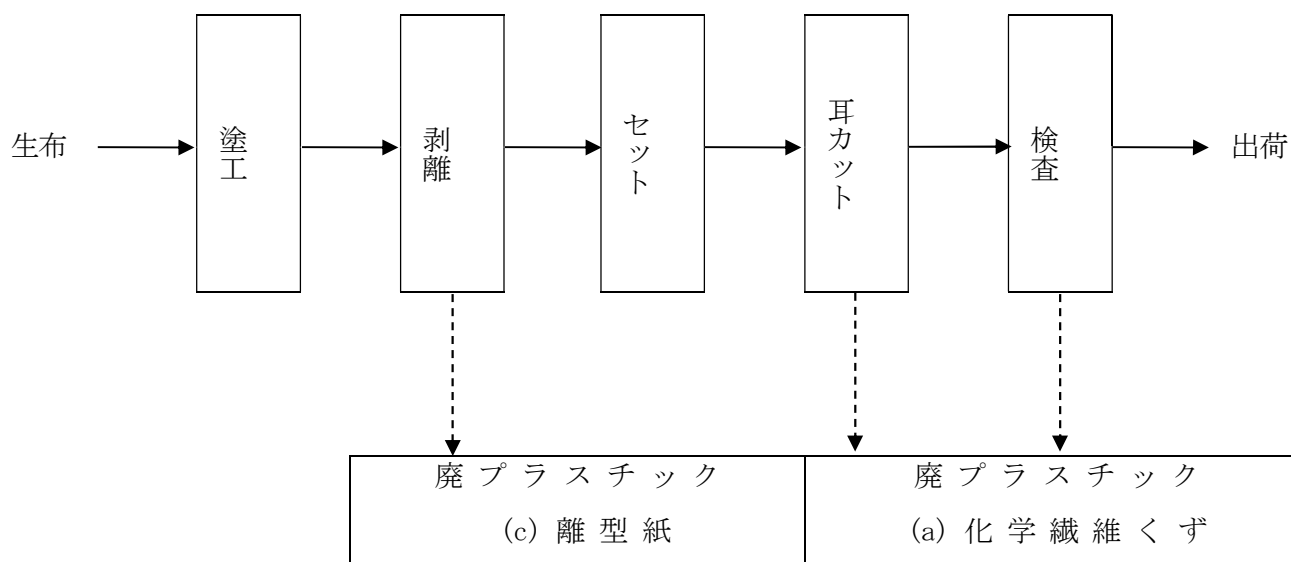 生布
塗工
剥離
セット
耳カット
検査
出荷
廃プラスチック
(c)離型紙
廃プラスチック
(a)化学繊維くず